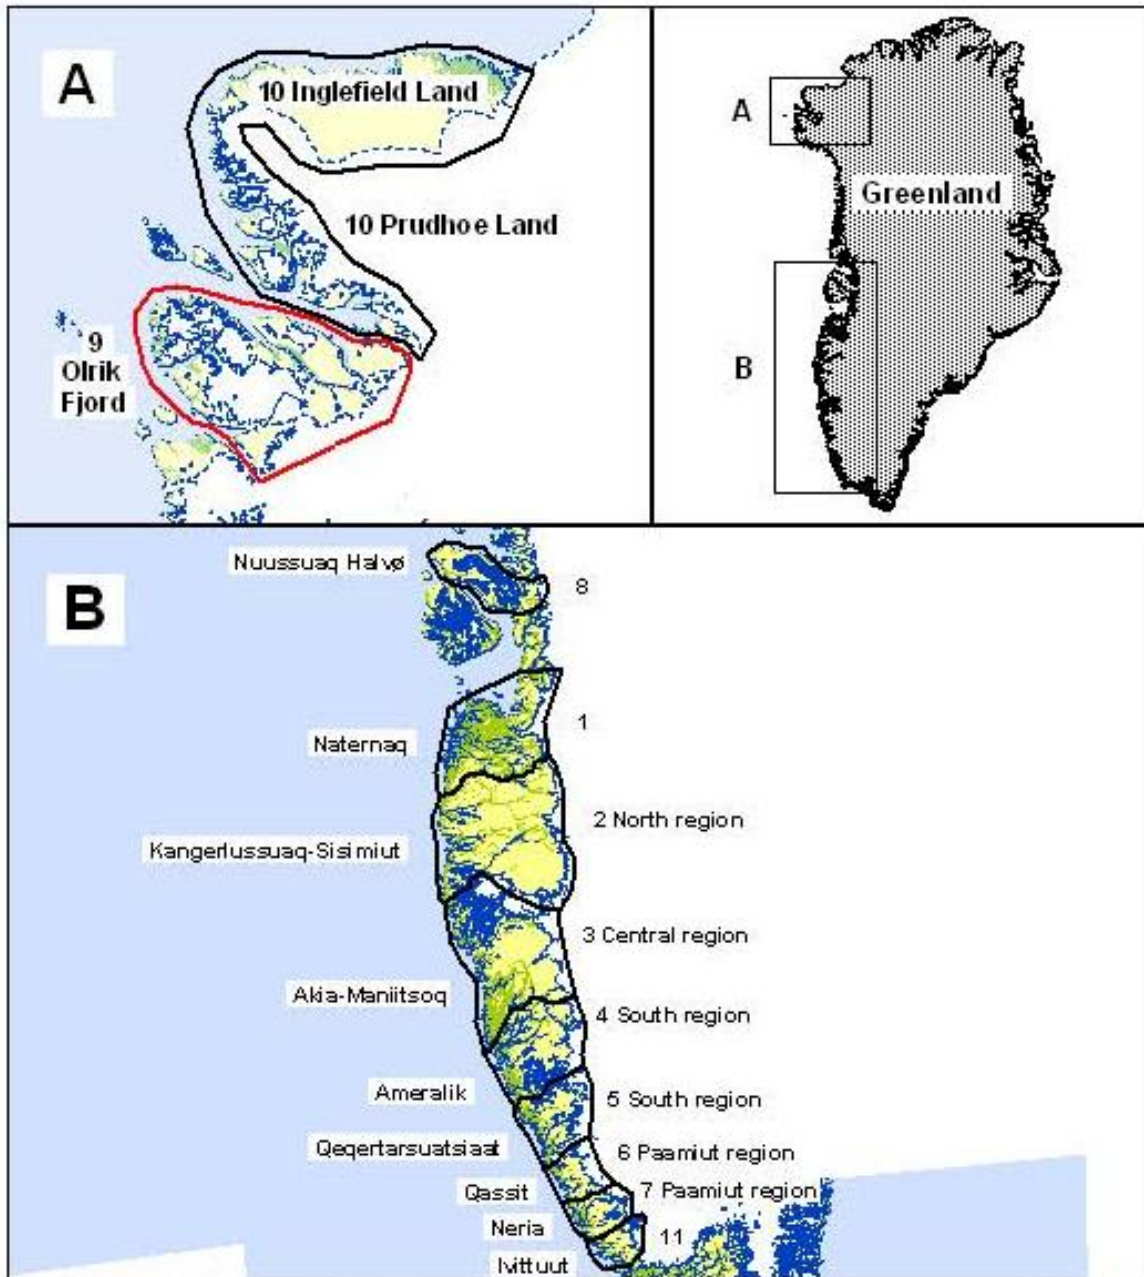 A
10 Inglefield Land
10 Prudhoe Land
9
Olrik
Fjord
A
Greenland
B
B
Nuussuaq Halvø
8
1
Naternaq
2 North region
Kangerlussuaq-Sisimiut
3 Central region
Akia-Maniitsoq
4 South region
Ameralik
5 South region
Qeqertarsuatsiaat
6 Paamiut region
Qassit
7 Paamiut region
Neria
11
Ivittuut